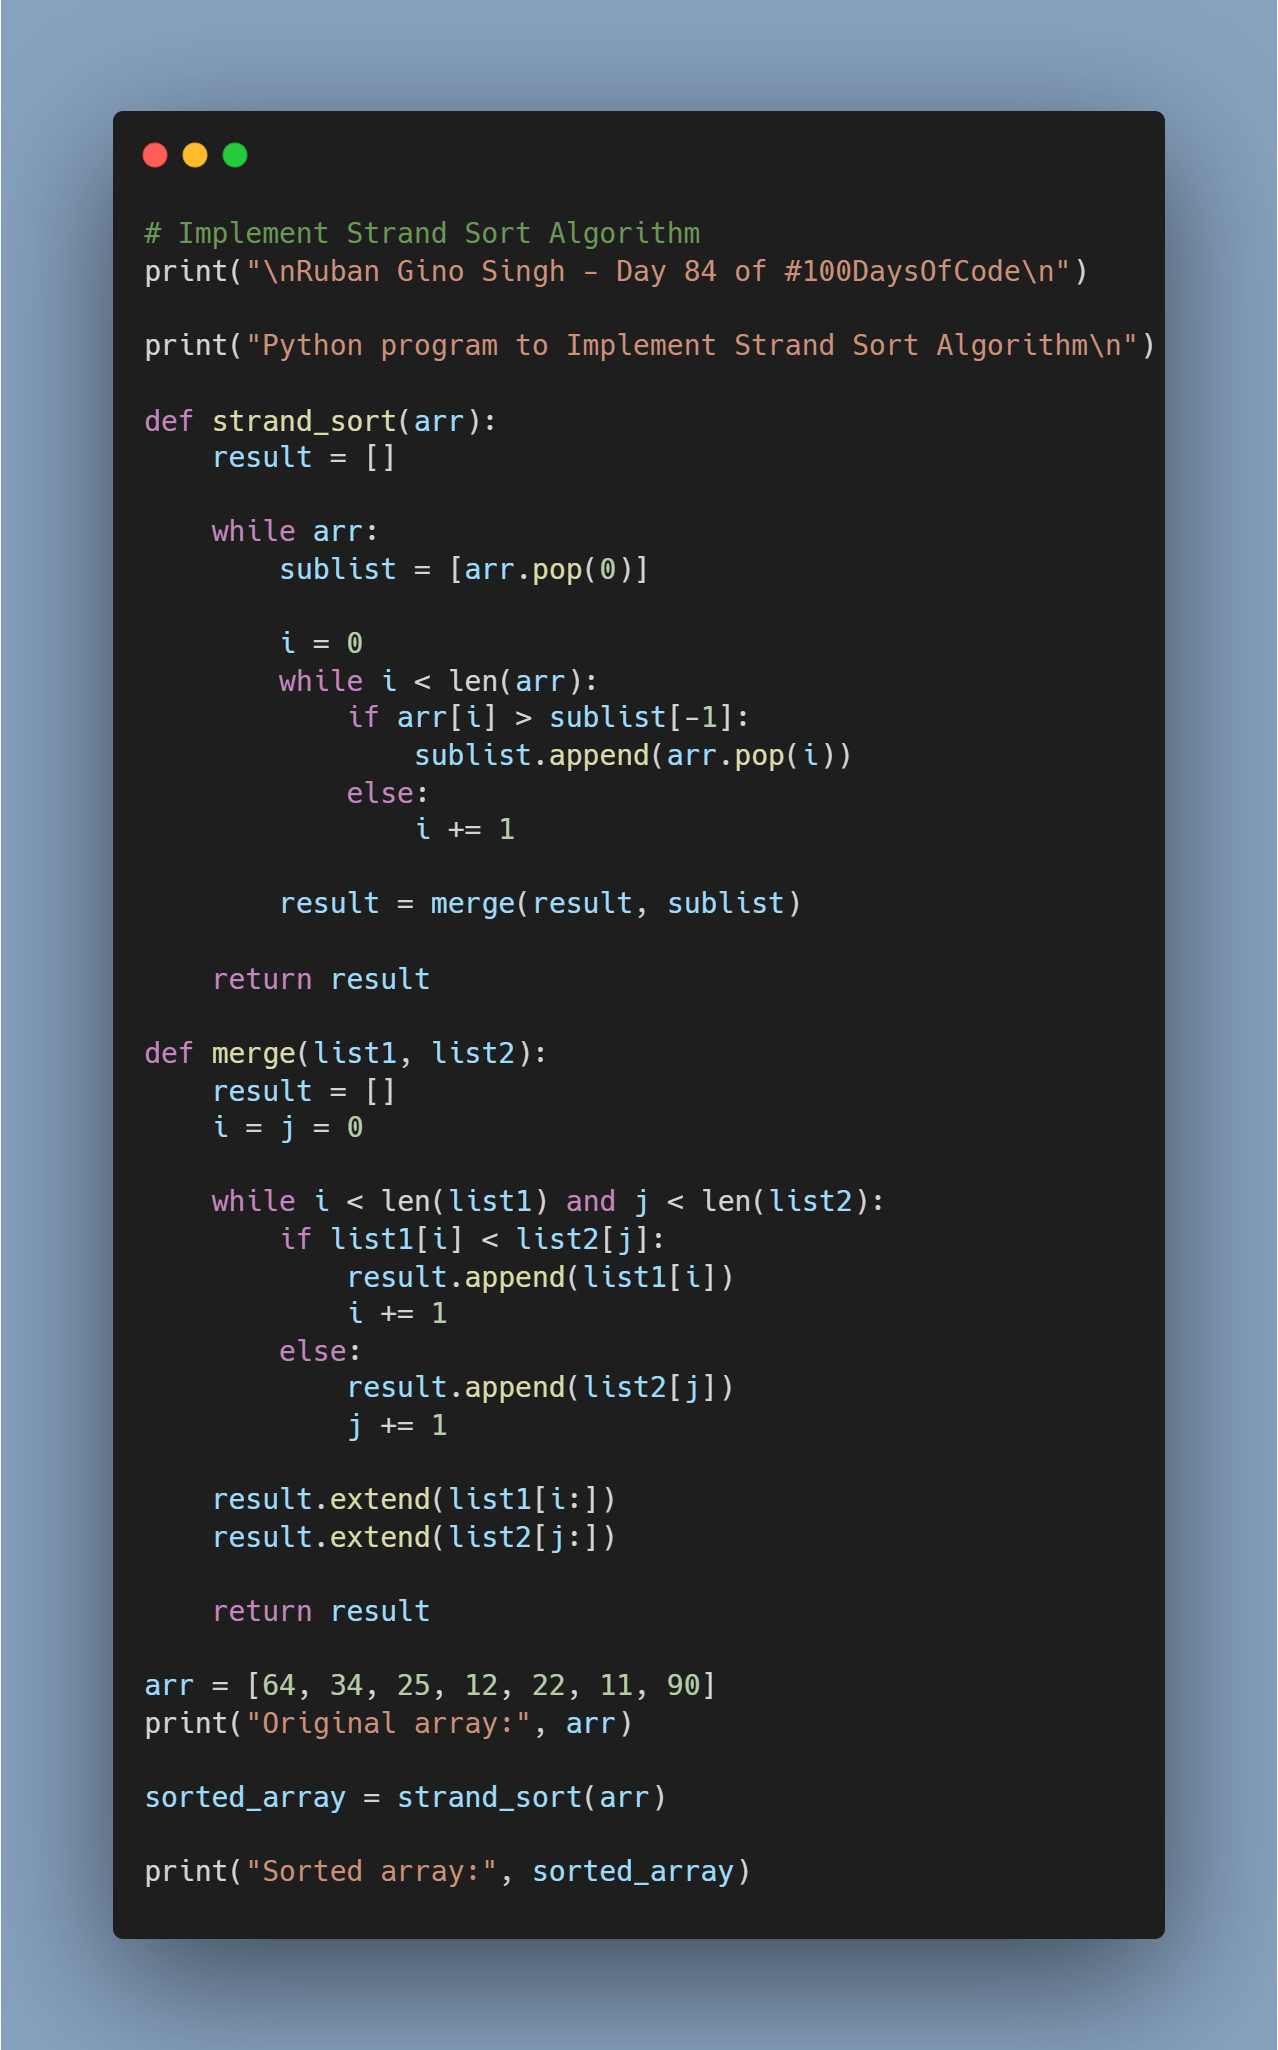 # Implement Strand Sort Algorithm
print("\nRuban Gino Singh - Day 84 of #100DaysOfCode\n")

print("Python program to Implement Strand Sort Algorithm\n")

def strand_sort(arr):
    result = []

    while arr:
        sublist = [arr.pop(0)]

        i = 0
        while i < len(arr):
            if arr[i] > sublist[-1]:
                sublist.append(arr.pop(i))
            else:
                i += 1

        result = merge(result, sublist)

    return result

def merge(list1, list2):
    result = []
    i = j = 0

    while i < len(list1) and j < len(list2):
        if list1[i] < list2[j]:
            result.append(list1[i])
            i += 1
        else:
            result.append(list2[j])
            j += 1

    result.extend(list1[i:])
    result.extend(list2[j:])

    return result

arr = [64, 34, 25, 12, 22, 11, 90]
print("Original array:", arr)

sorted_array = strand_sort(arr)

print("Sorted array:", sorted_array)